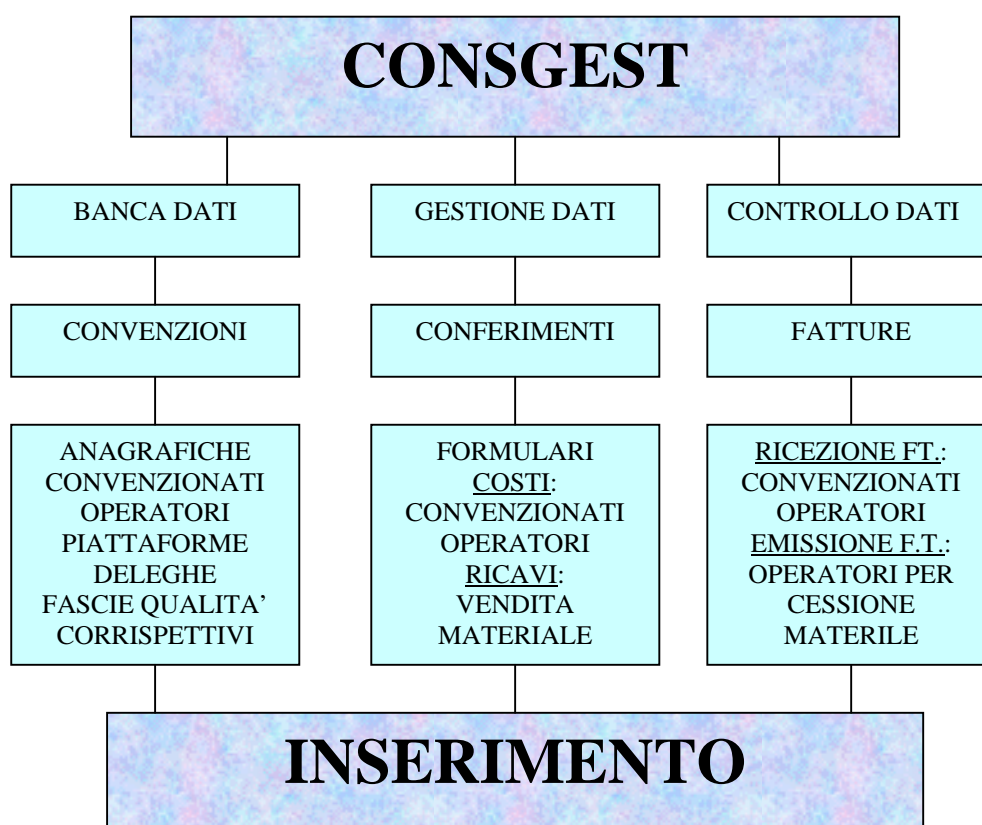 CONSGEST
BANCA DATI
GESTIONE DATI
CONTROLLO DATI
CONVENZIONI
CONFERIMENTI
FATTURE
ANAGRAFICHE
CONVENZIONATI
OPERATORI
PIATTAFORME
DELEGHE
FASCIE QUALITA’
CORRISPETTIVI
FORMULARI
COSTI:
CONVENZIONATI
OPERATORI
RICAVI:
VENDITA
MATERIALE
RICEZIONE FT.:
CONVENZIONATI
OPERATORI
EMISSIONE F.T.:
OPERATORI PER
CESSIONE
MATERILE
INSERIMENTO